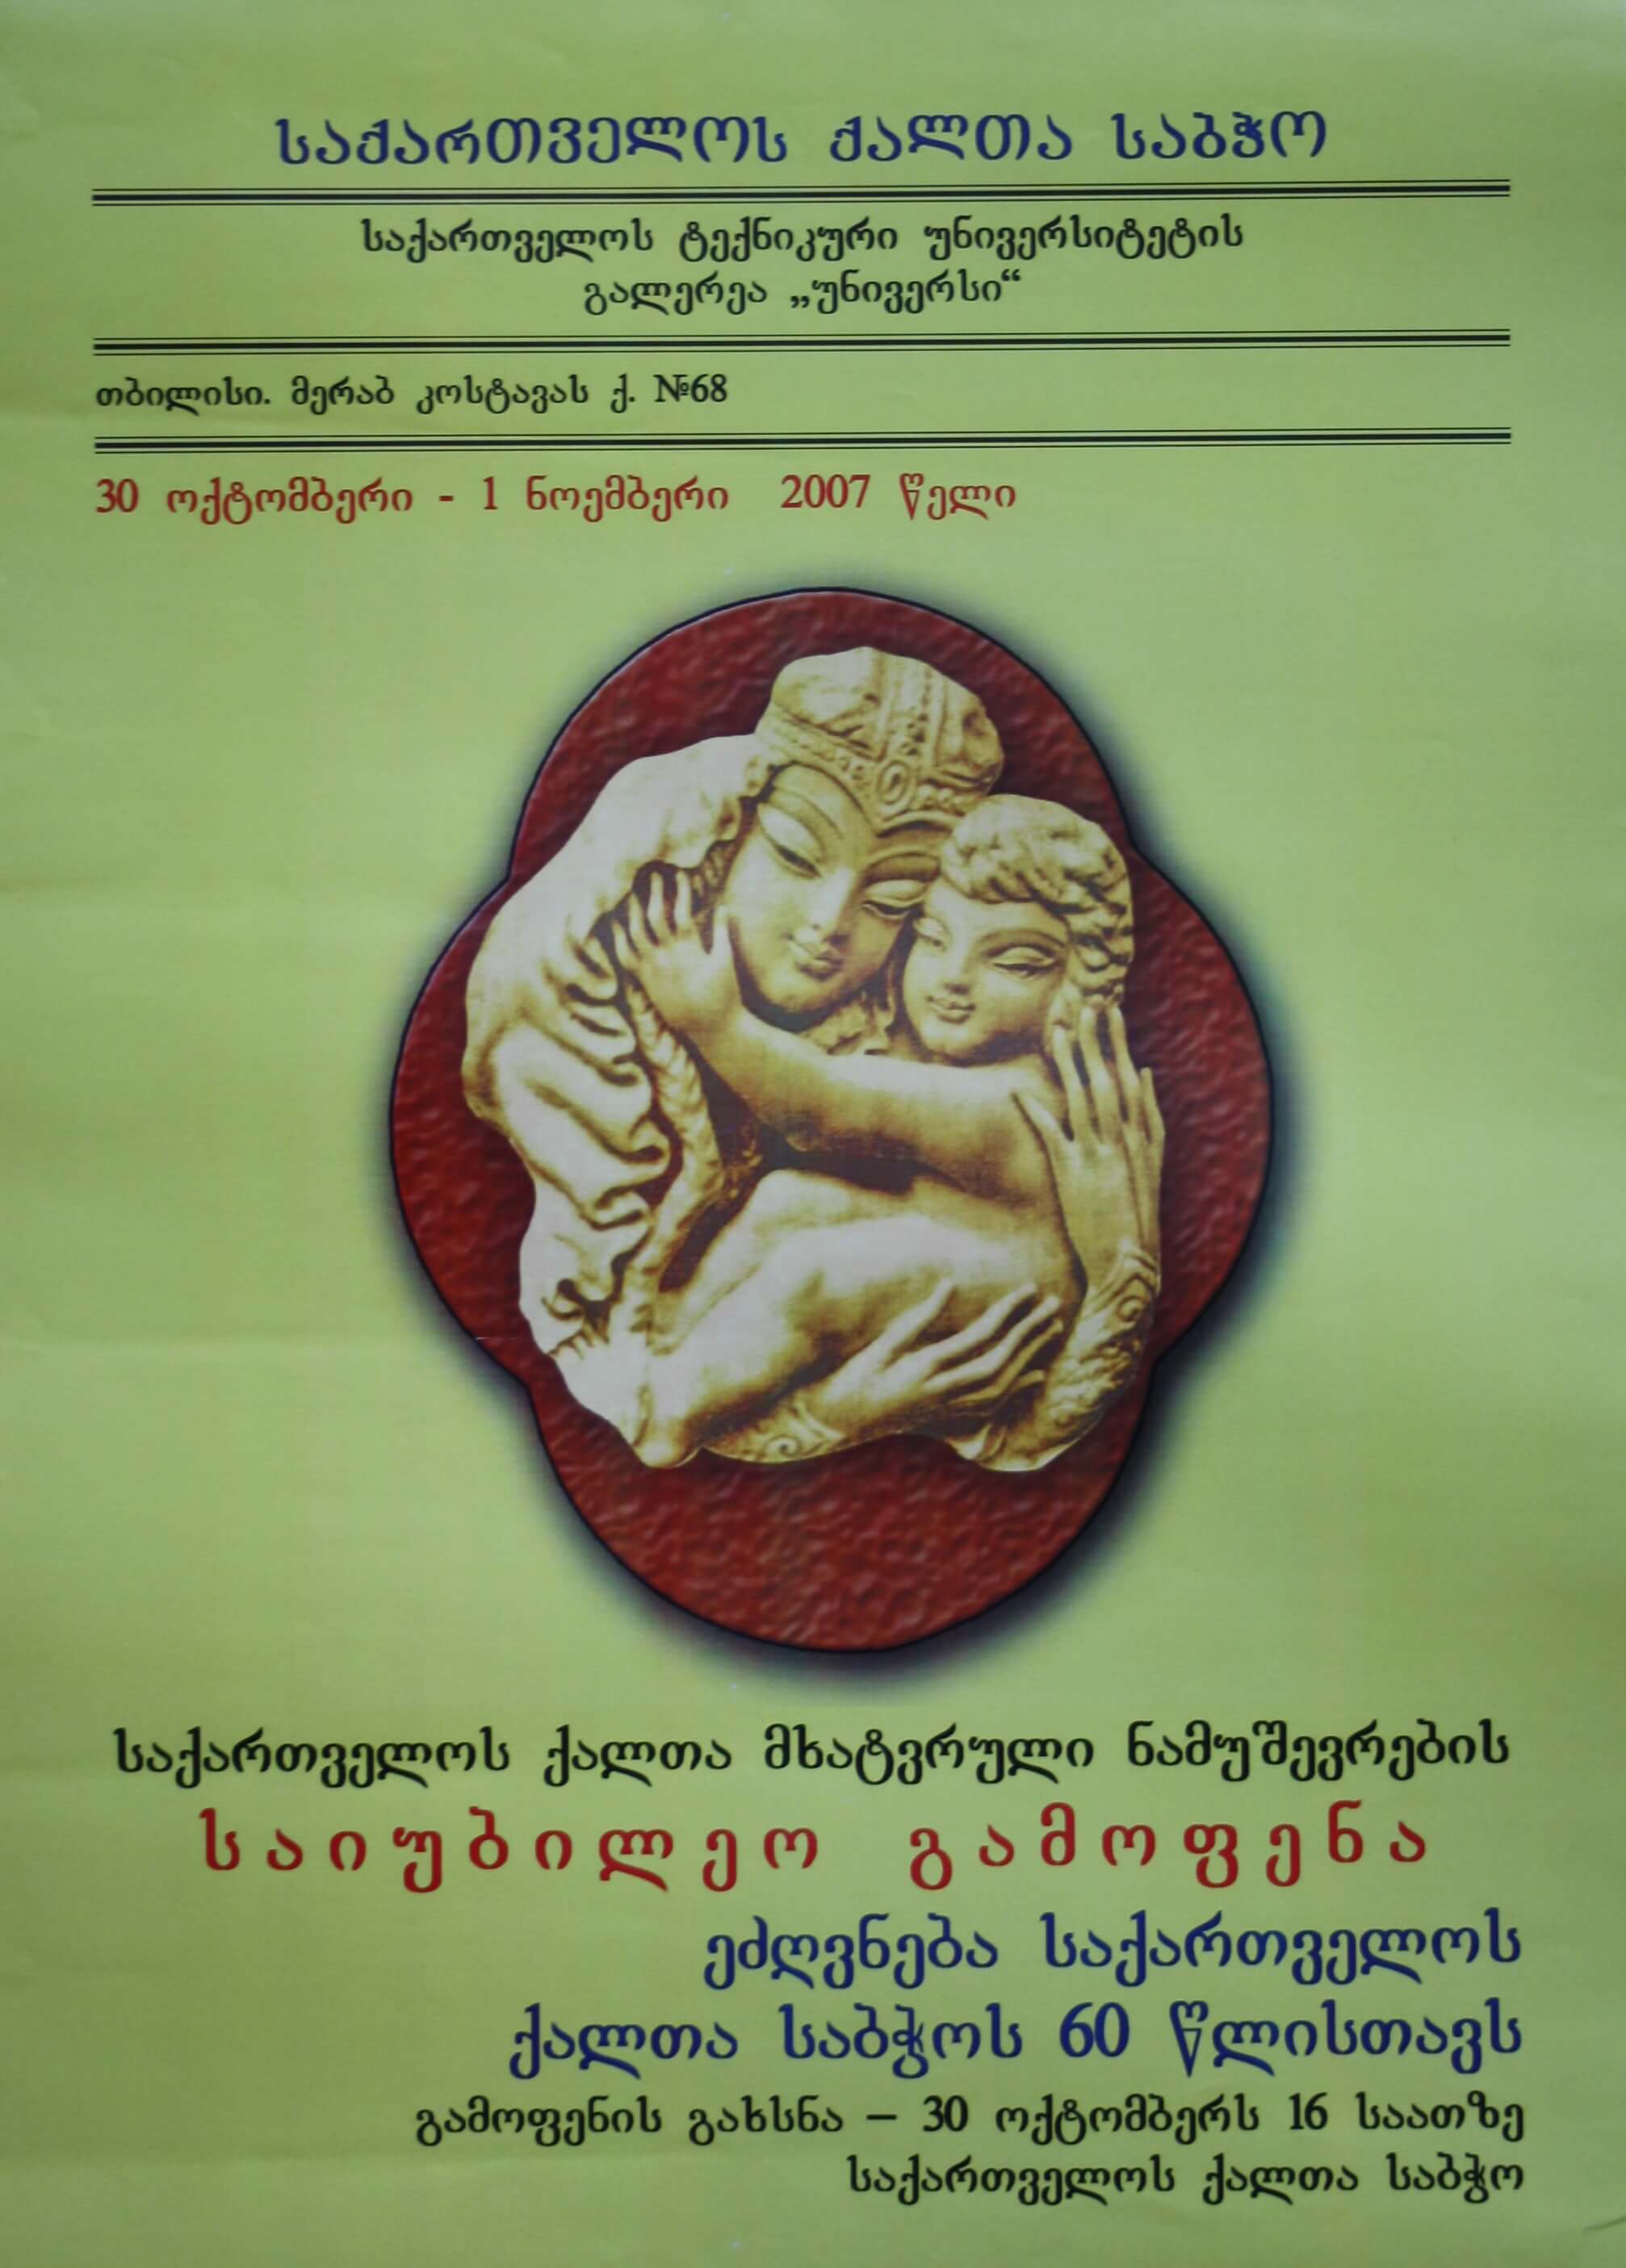 საქართველოს ქალთა საბჭო
საქართველოს ტექნიკური უნივერსიტეტის
გალერეა „უნივერსი“
თბილისი. მერაბ კოსტავას ქ. №68
30 ოქტომბერი - 1 ნოემბერი 2007 წელი
საქართველოს ქალთა მხატვრული ნამუშევრების
საიუბილეო გამოფენა
ეძღვნება საქართველოს
ქალთა საბჭოს 60 წლისთავს
გამოფენის გახსნა – 30 ოქტომბერს 16 საათზე
საქართველოს ქალთა საბჭო